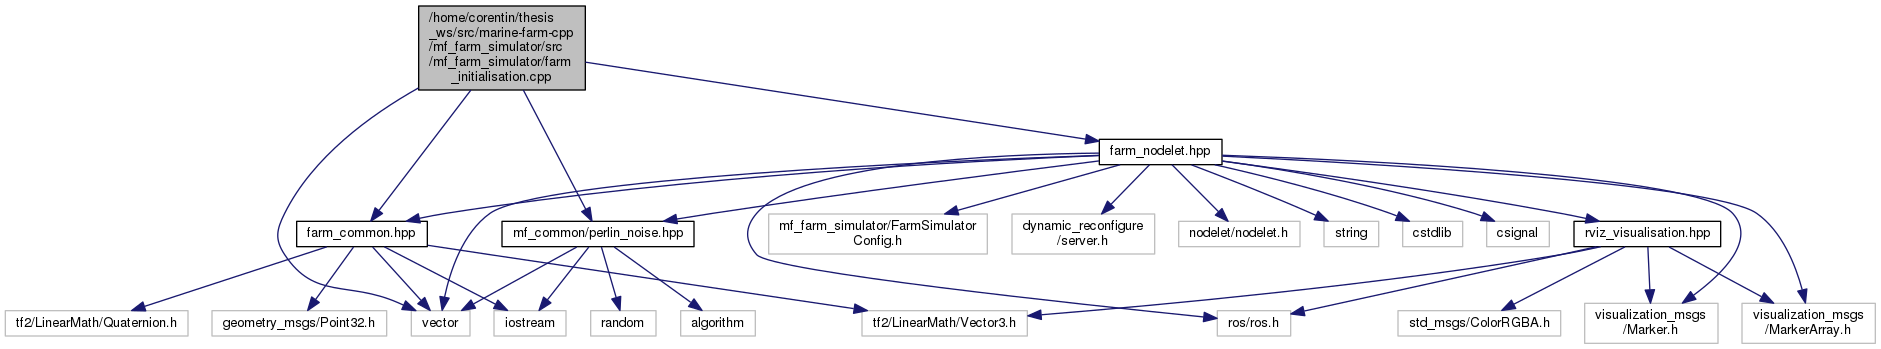 /home/corentin/thesis
_ws/src/marine-farm-cpp
/mf_farm_simulator/src
/mf_farm_simulator/farm
_initialisation.cpp
farm_nodelet.hpp
farm_common.hpp
mf_common/perlin_noise.hpp
mf_farm_simulator/FarmSimulator
Config.h
dynamic_reconfigure
/server.h
nodelet/nodelet.h
string
cstdlib
csignal
rviz_visualisation.hpp
tf2/LinearMath/Quaternion.h
geometry_msgs/Point32.h
vector
iostream
random
algorithm
tf2/LinearMath/Vector3.h
ros/ros.h
std_msgs/ColorRGBA.h
visualization_msgs
/Marker.h
visualization_msgs
/MarkerArray.h